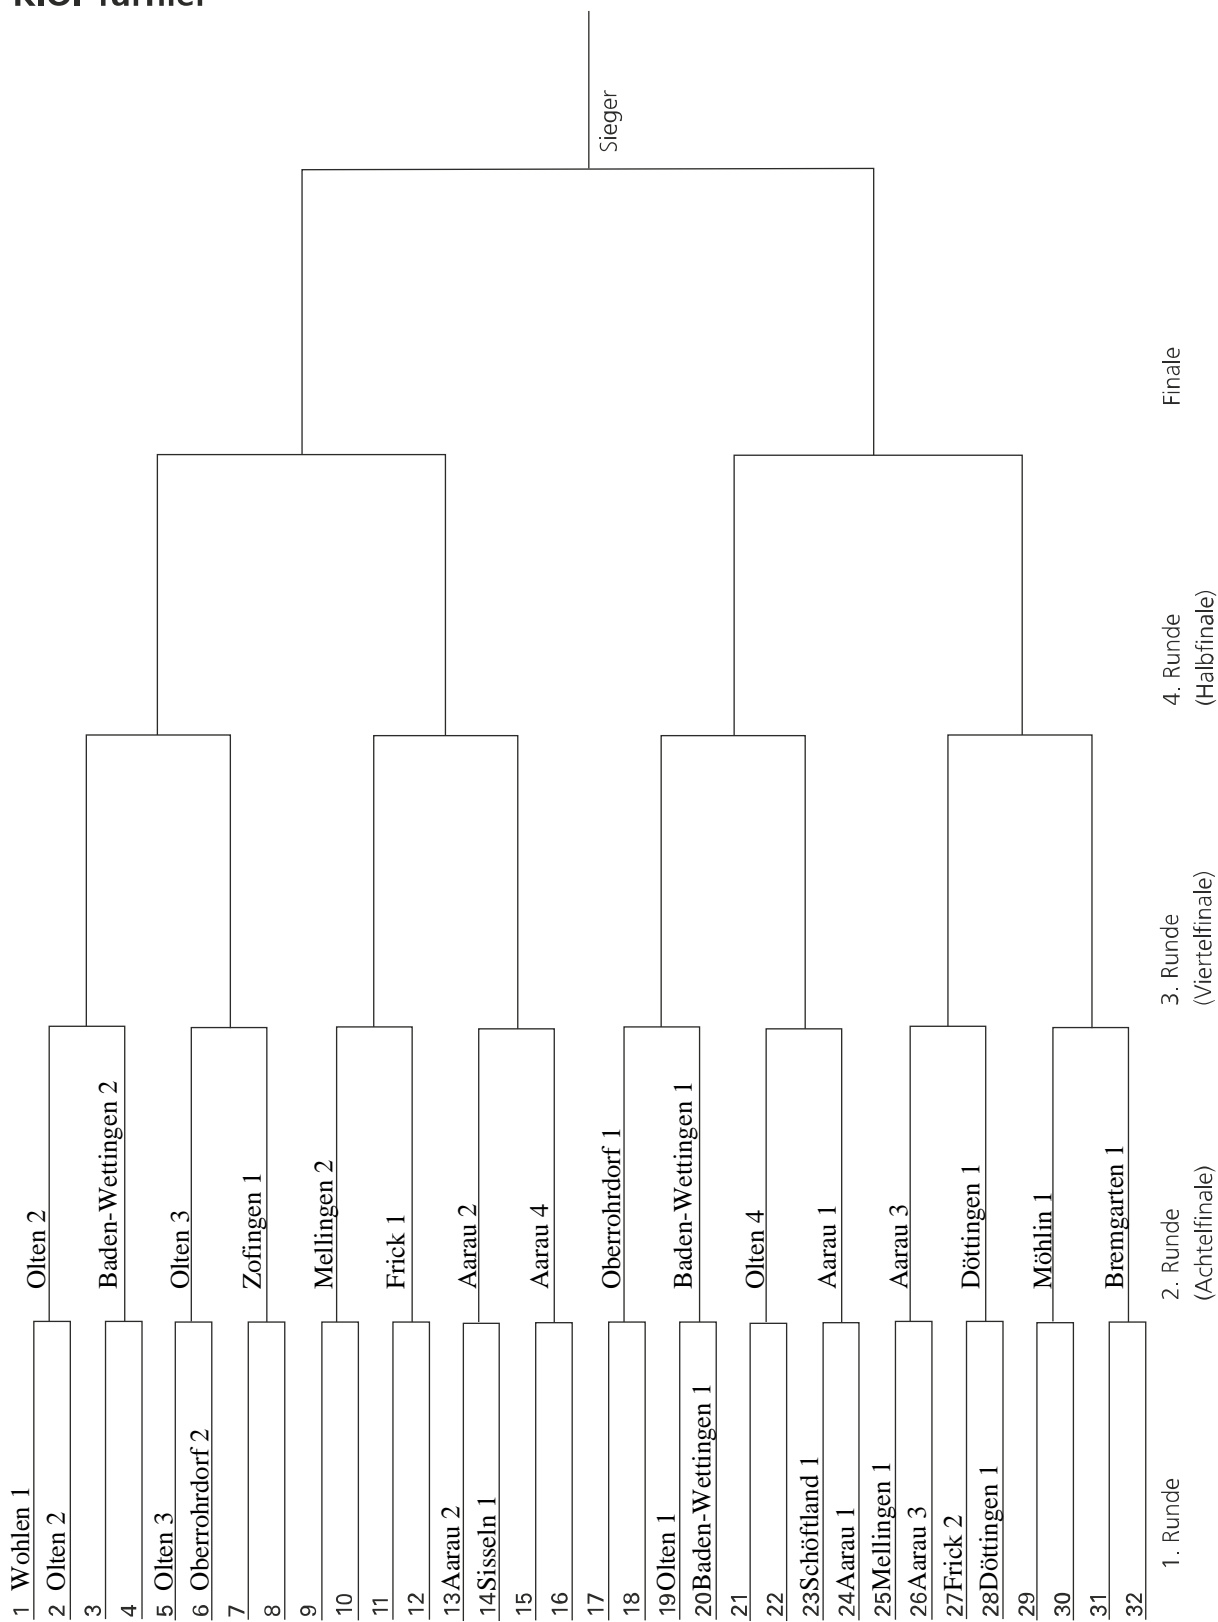 K.O.-Turnier
1 Wohlen 1
2 Olten 2
3
4
5 Olten 3
6 Oberrohrdorf 2
7
8
9
10
11
12
13 Aarau 2
14 Sisseln 1
15
16
17
18
19 Olten 1
20 Baden-Wettingen 1
21
22
23 Schöftland 1
24 Aarau 1
25 Mellingen 1
26 Aarau 3
27 Frick 2
28 Döttingen 1
29
30
31
32
1. Runde
Olten 2
Baden-Wettingen 2
Olten 3
Zofingen 1
Mellingen 2
Frick 1
Aarau 2
Aarau 4
Oberrohrdorf 1
Baden-Wettingen 1
Olten 4
Aarau 1
Aarau 3
Döttingen 1
Möhlin 1
Bremgarten 1
2. Runde
(Achtelfinale)
3. Runde
(Viertelfinale)
4. Runde
(Halbfinale)
Finale
Sieger